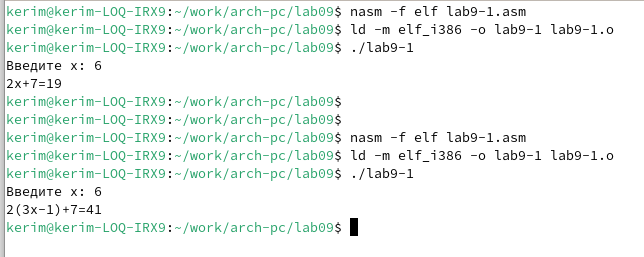 kerim@kerim-LOQ-IRX9:~/work/arch-pc/lab09$ nasm -f elf lab9-1.asm
kerim@kerim-LOQ-IRX9:~/work/arch-pc/lab09$ ld -m elf_i386 -o lab9-1 lab9-1.o
kerim@kerim-LOQ-IRX9:~/work/arch-pc/lab09$ ./lab9-1
Введите x: 6
2x+7=19
kerim@kerim-LOQ-IRX9:~/work/arch-pc/lab09$
kerim@kerim-LOQ-IRX9:~/work/arch-pc/lab09$
kerim@kerim-LOQ-IRX9:~/work/arch-pc/lab09$ nasm -f elf lab9-1.asm
kerim@kerim-LOQ-IRX9:~/work/arch-pc/lab09$ ld -m elf_i386 -o lab9-1 lab9-1.o
kerim@kerim-LOQ-IRX9:~/work/arch-pc/lab09$ ./lab9-1
Введите x: 6
2(3x-1)+7=41
kerim@kerim-LOQ-IRX9:~/work/arch-pc/lab09$